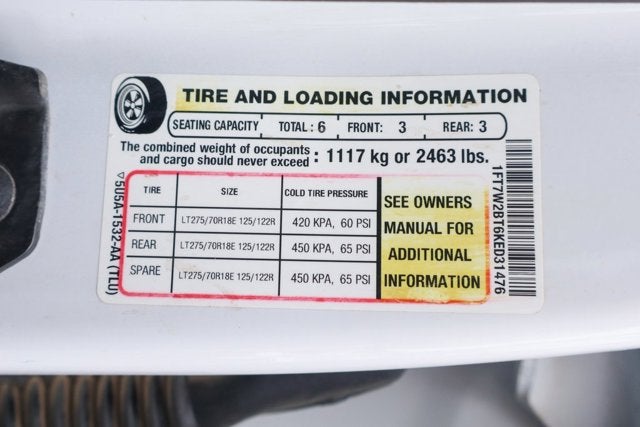 TIRE AND LOADING INFORMATION
SEATING CAPACITY TOTAL : 6 FRONT: 3 REAR: 3
The combined weight of occupants
and cargo should never exceed : 1117 kg or 2463 lbs.
TIRE SIZE COLD TIRE PRESSURE
FRONT LT275/70R18E 125/122R 420 KPA, 60 PSI
REAR LT275/70R18E 125/122R 450 KPA, 65 PSI
SPARE LT275/70R18E 125/122R 450 KPA, 65 PSI
SEE OWNERS
MANUAL FOR
ADDITIONAL
INFORMATION
5U5A-1532-AA (TLU)
1FT7W2BT6KED31476